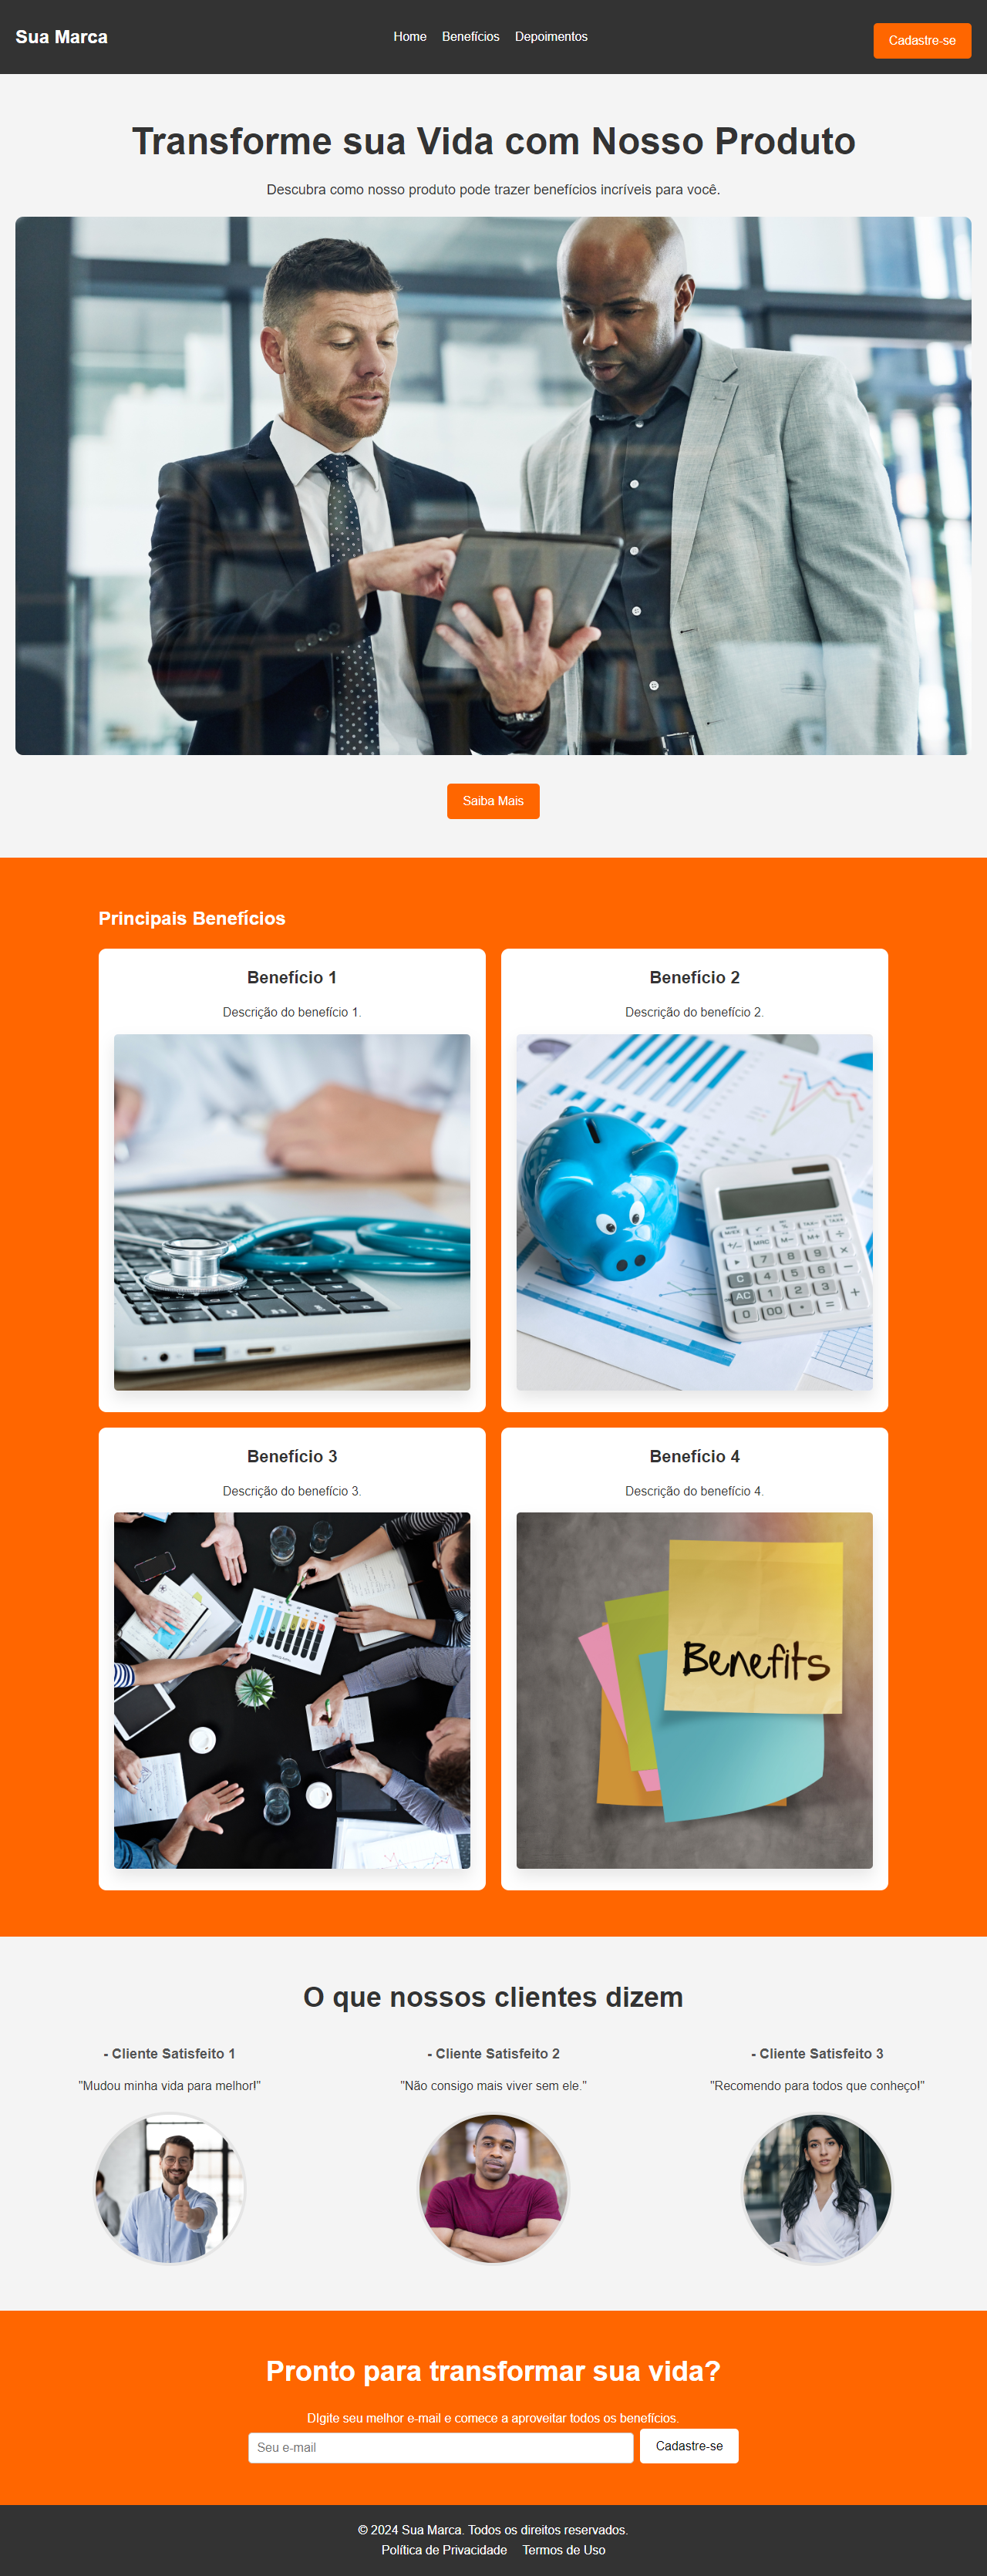 Sua Marca
Home Benefícios Depoimentos
Cadastre-se
Transforme sua Vida com Nosso Produto
Descubra como nosso produto pode trazer benefícios incríveis para você.
Saiba Mais
Principais Benefícios
Benefício 1
Descrição do benefício 1.
Benefício 2
Descrição do benefício 2.
Benefício 3
Descrição do benefício 3.
Benefício 4
Descrição do benefício 4.
Benefits
O que nossos clientes dizem
- Cliente Satisfeito 1
"Mudou minha vida para melhor!"
- Cliente Satisfeito 2
"Não consigo mais viver sem ele."
- Cliente Satisfeito 3
"Recomendo para todos que conheço!"
Pronto para transformar sua vida?
DIgite seu melhor e-mail e comece a aproveitar todos os benefícios.
Seu e-mail
Cadastre-se
© 2024 Sua Marca. Todos os direitos reservados.
Política de Privacidade Termos de Uso